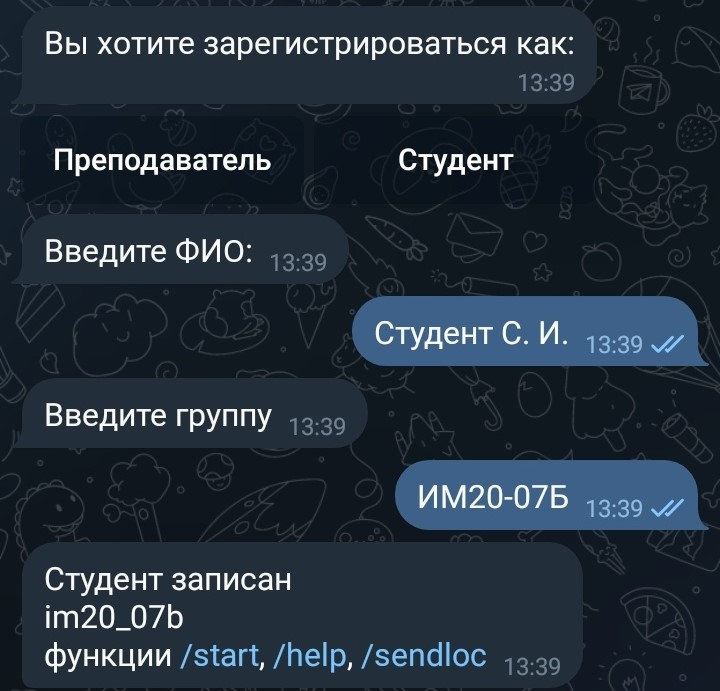 Вы хотите зарегистрироваться как:
13:39
Преподаватель Студент
Введите ФИО: 13:39
Студент С. И. 13:39
Введите группу 13:39
ИМ20-07Б 13:39
Студент записан
im20_07b
функции /start, /help, /sendloc 13:39